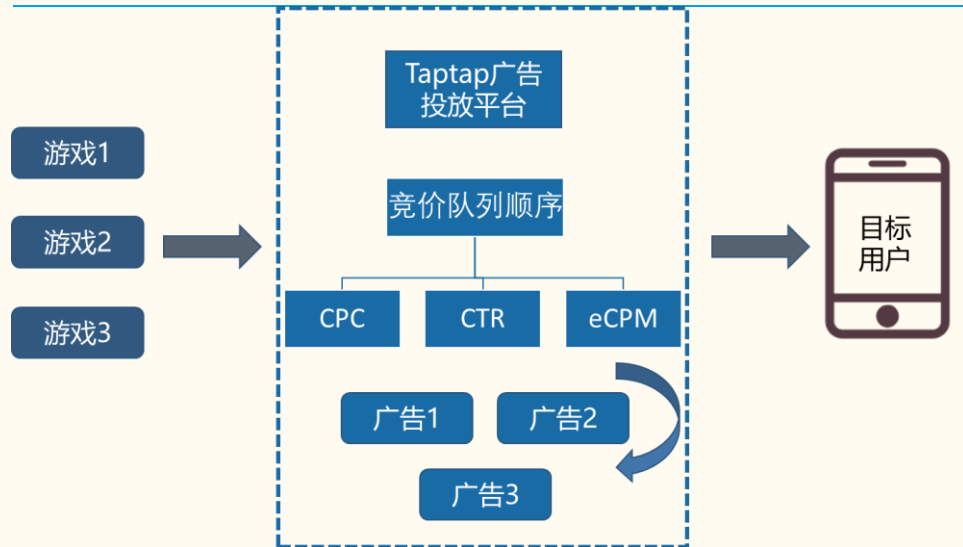 Taptap广告
投放平台
游戏1
游戏2
游戏3
竞价队列顺序
CPC
CTR
eCPM
广告1
广告2
广告3
目标
用户